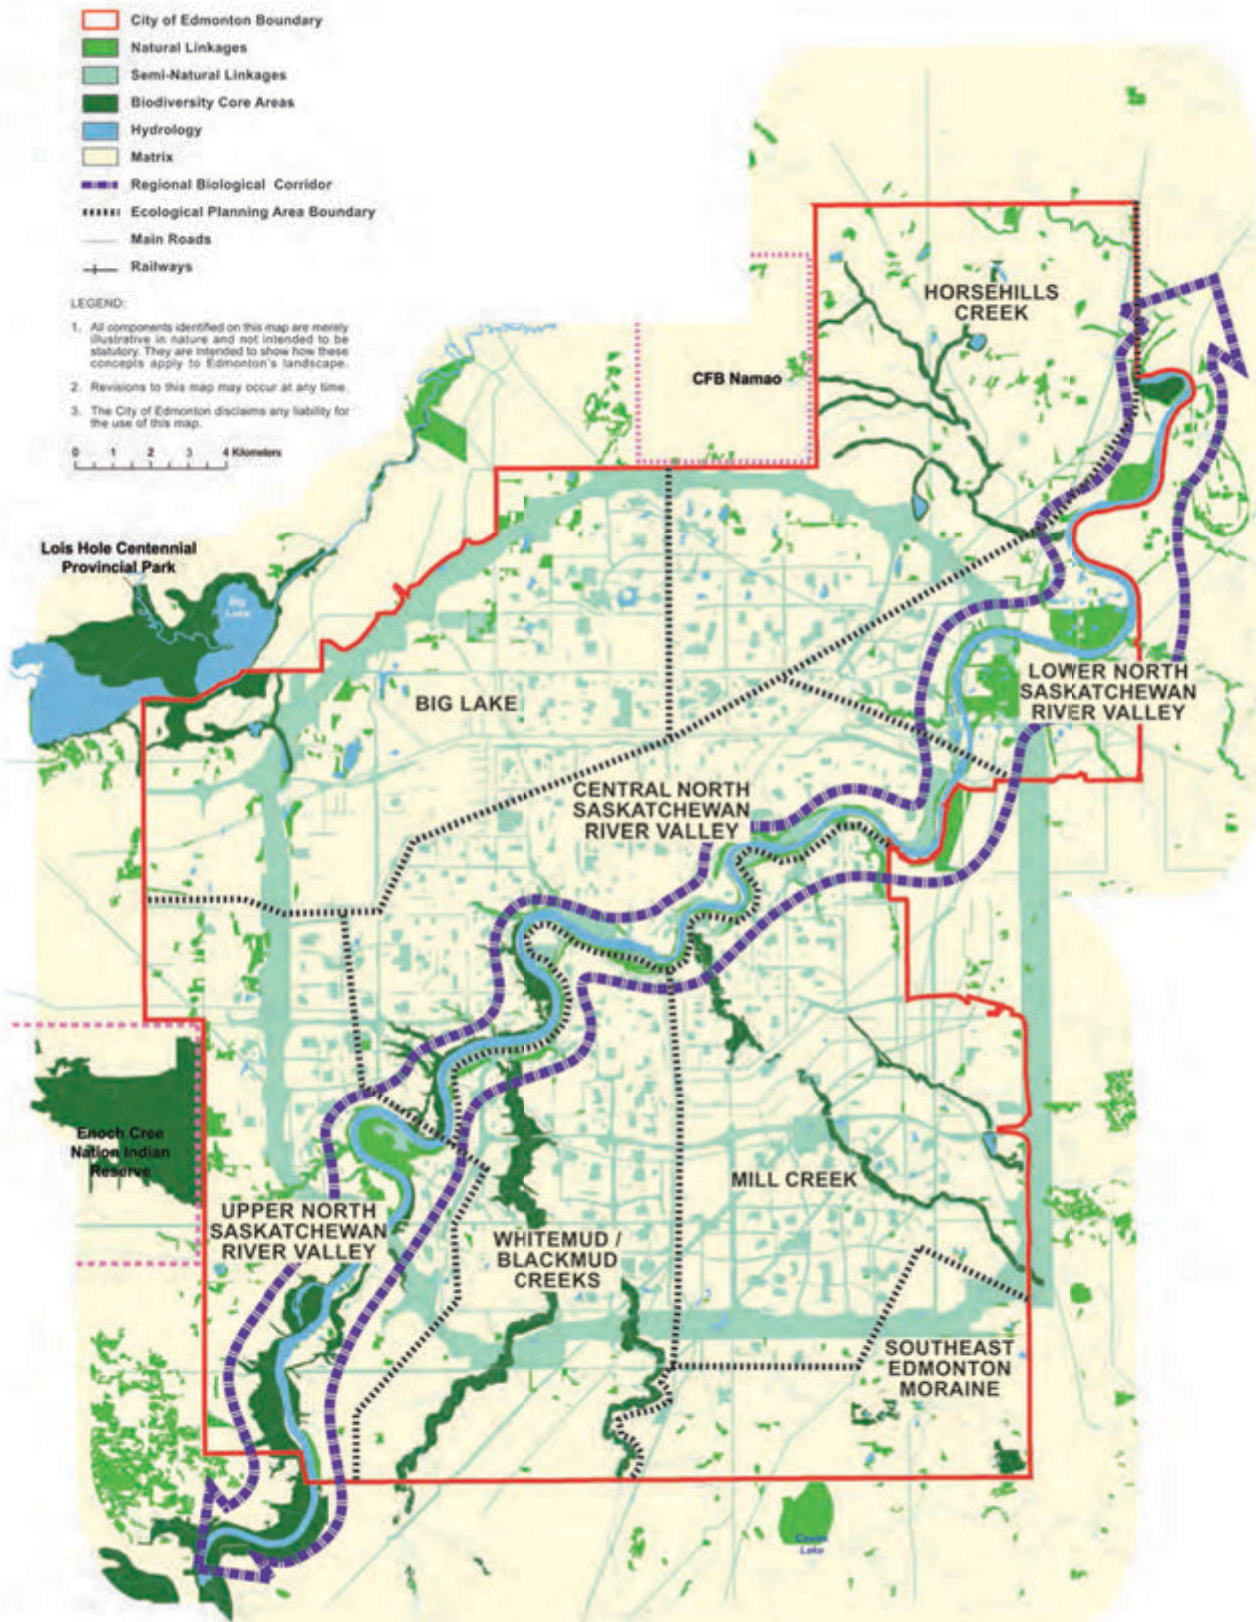 City of Edmonton Boundary
Natural Linkages
Semi-Natural Linkages
Biodiversity Core Areas
Hydrology
Matrix
Regional Biological Corridor
Ecological Planning Area Boundary
Main Roads
Railways
LEGEND:
1. All components identified on this map are merely
illustrative in nature and not intended to be
statutory. They are intended to show how these
concepts apply to Edmonton's landscape.
2. Revisions to this map may occur at any time.
3. The City of Edmonton disclaims any liability for
the use of this map.
0 1 2 3 4 Kilometers
HORSEHILLS
CREEK
CFB Namao
Lois Hole Centennial
Provincial Park
Big
Lake
BIG LAKE
LOWER NORTH
SASKATCHEWAN
RIVER VALLEY
CENTRAL NORTH
SASKATCHEWAN
RIVER VALLEY
Enoch Cree
Nation Indian
Reserve
MILL CREEK
UPPER NORTH
SASKATCHEWAN
RIVER VALLEY
WHITEMUD /
BLACKMUD
CREEKS
SOUTHEAST
EDMONTON
MORAINE
Lake